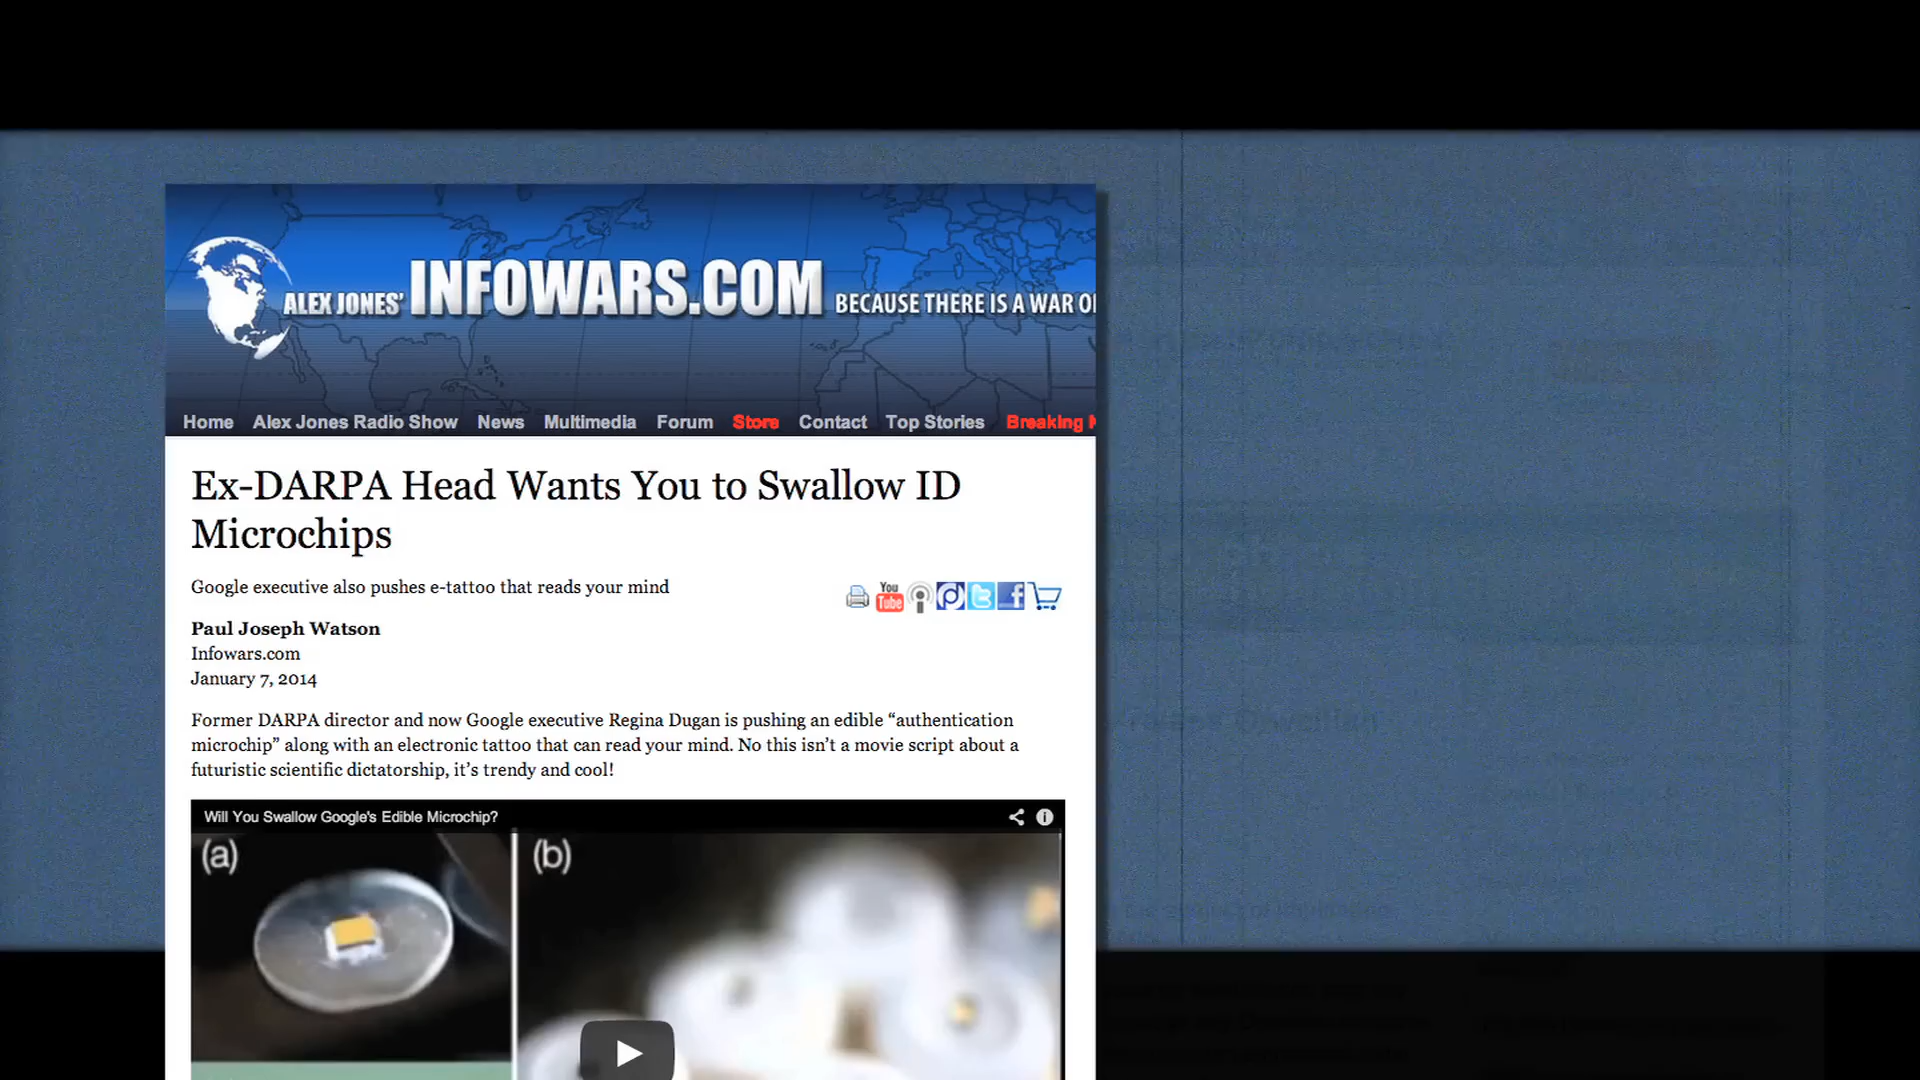 ALEX JONES' INFOWARS.COM BECAUSE THERE IS A WAR O
Home Alex Jones Radio Show News Multimedia Forum Store Contact Top Stories Breaking
Ex-DARPA Head Wants You to Swallow ID
Microchips
Google executive also pushes e-tattoo that reads your mind
You
Tube
Paul Joseph Watson
Infowars.com
January 7, 2014
Former DARPA director and now Google executive Regina Dugan is pushing an edible “authentication
microchip” along with an electronic tattoo that can read your mind. No this isn’t a movie script about a
futuristic scientific dictatorship, it’s trendy and cool!
Will You Swallow Google's Edible Microchip?
(a) (b)